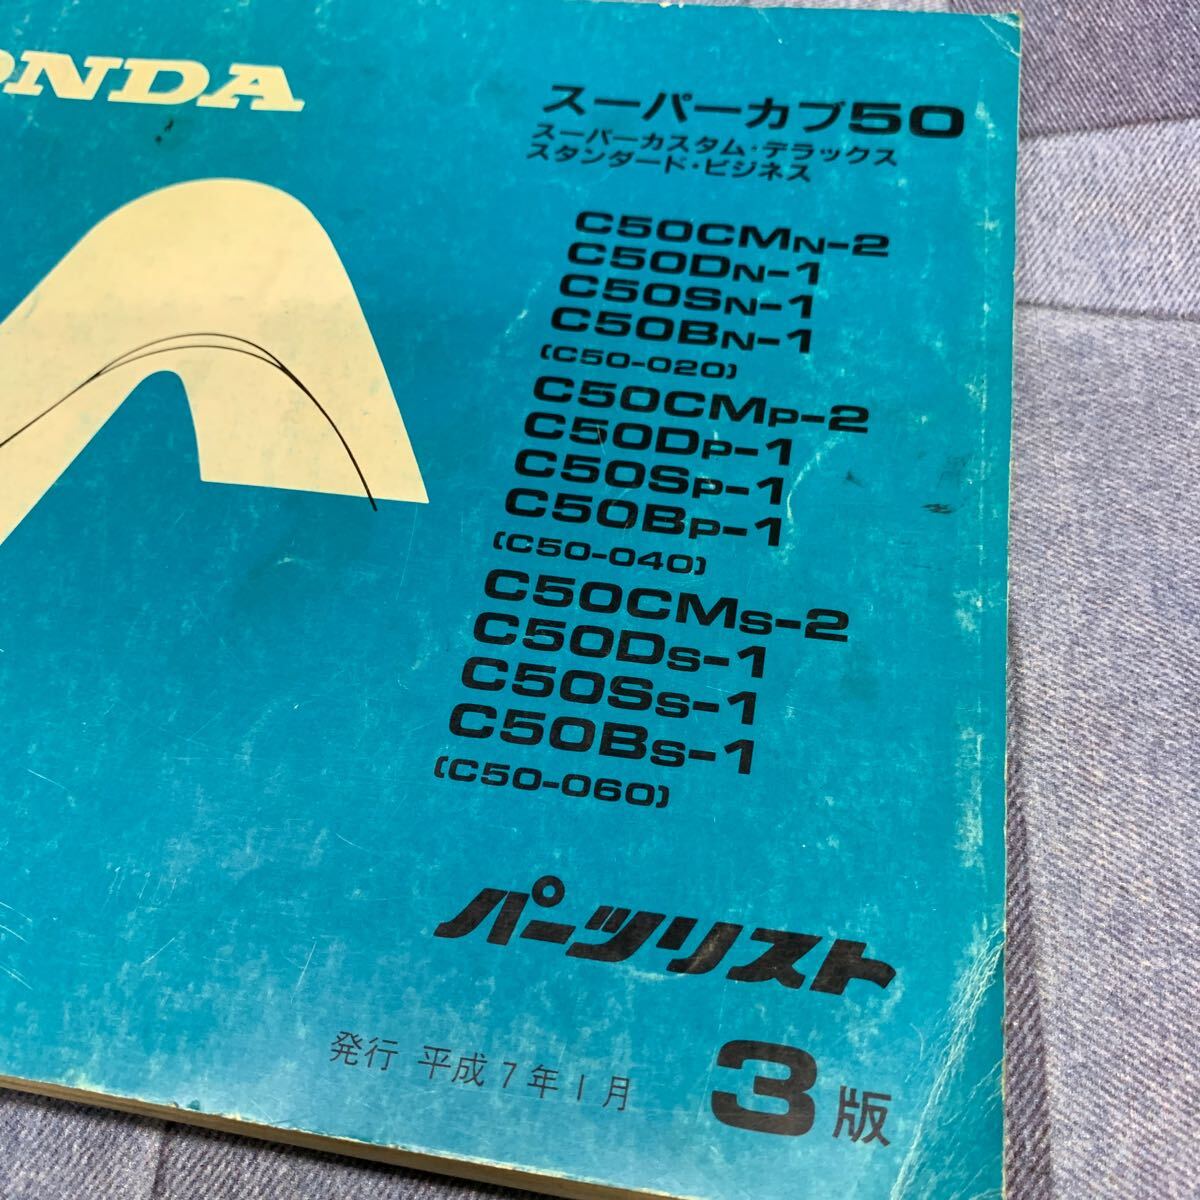 ONDA
スーパーカブ50
スーパーカスタム・デラックス
スタンダード・ビジネス
C50CMN-2
C50DN-1
C50SN-1
C50BN-1
(C50-020)
C50CMP-2
C50DP-1
C50SP-1
C50BP-1
(C50-040)
C50CMS-2
C50DS-1
C50SS-1
C50BS-1
(C50-060)
パーツリスト
発行 平成7年1月
3版